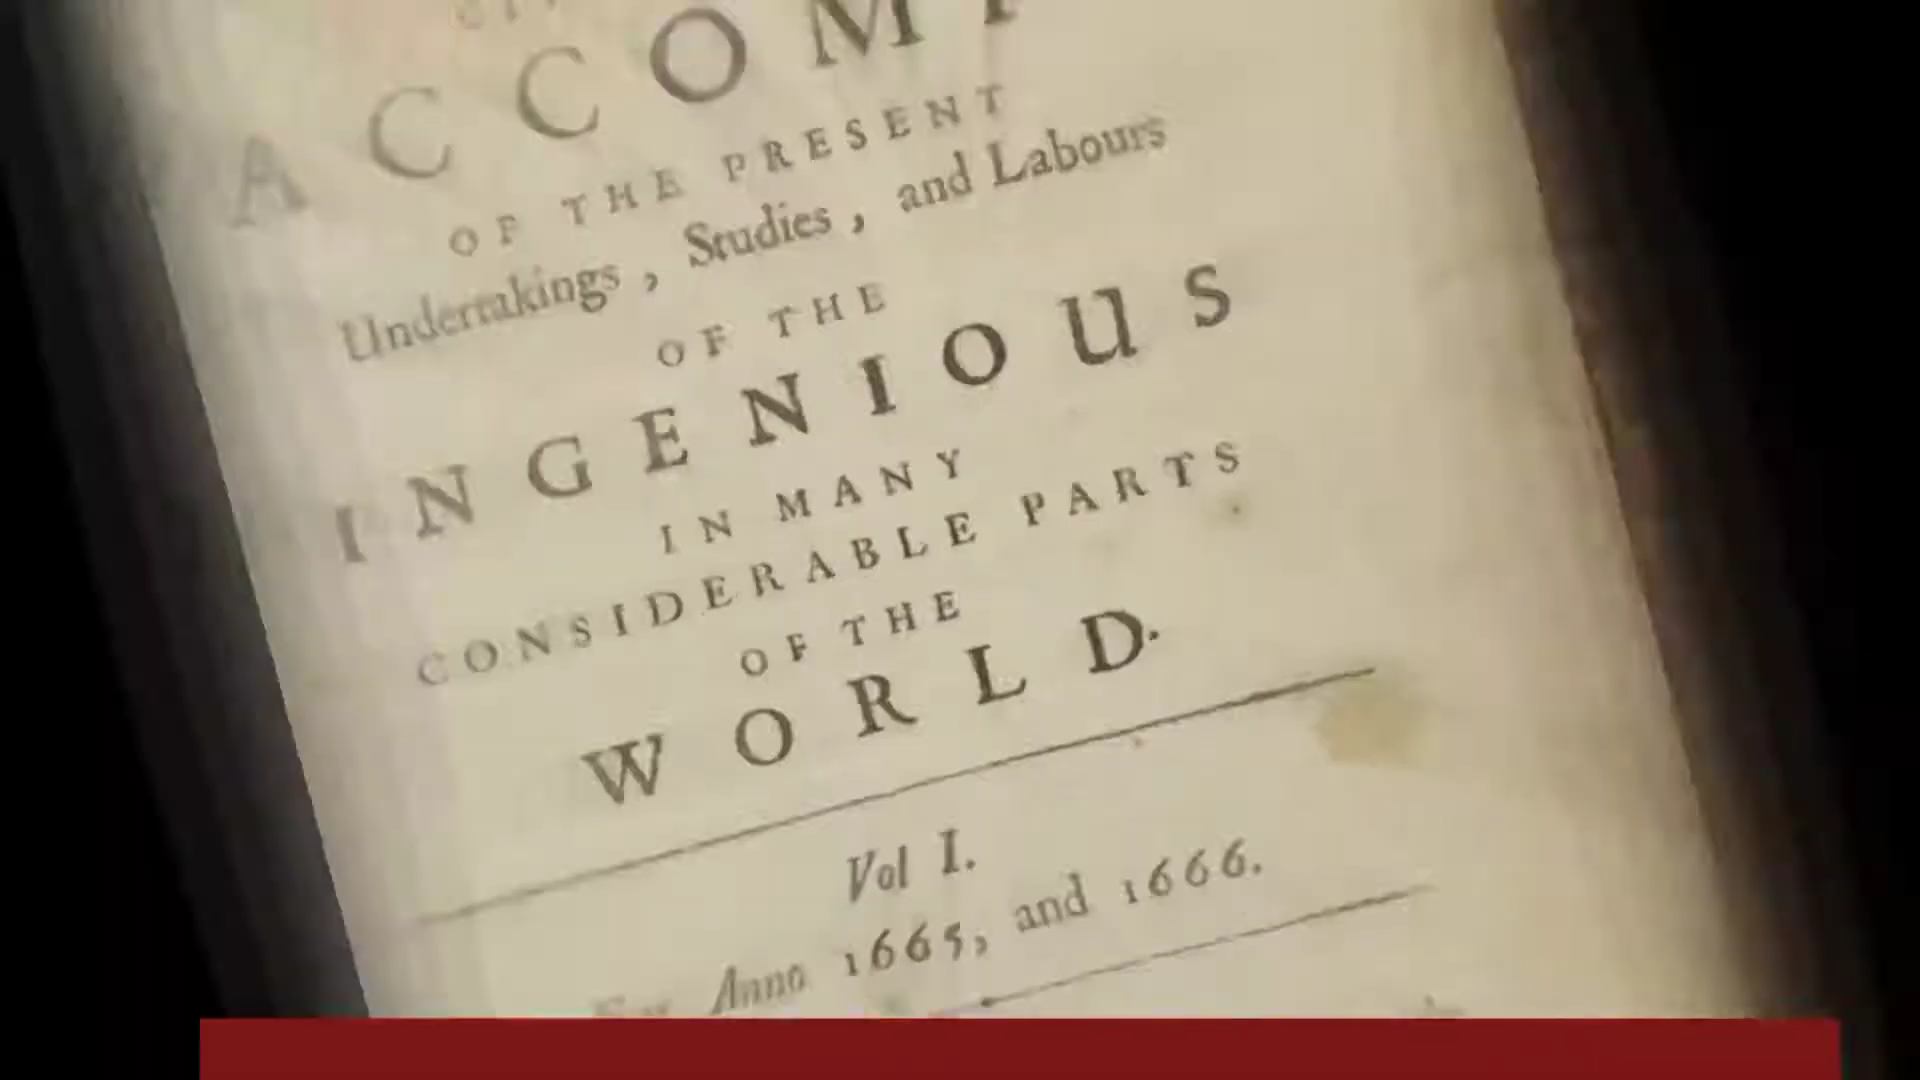 ACCOMP
OF THE PRESENT
Undertakings, Studies, and Labours
OF THE
INGENIOUS
IN MANY
CONSIDERABLE PARTS
OF THE
WORLD.
Vol I.
Anno 1665, and 1666.